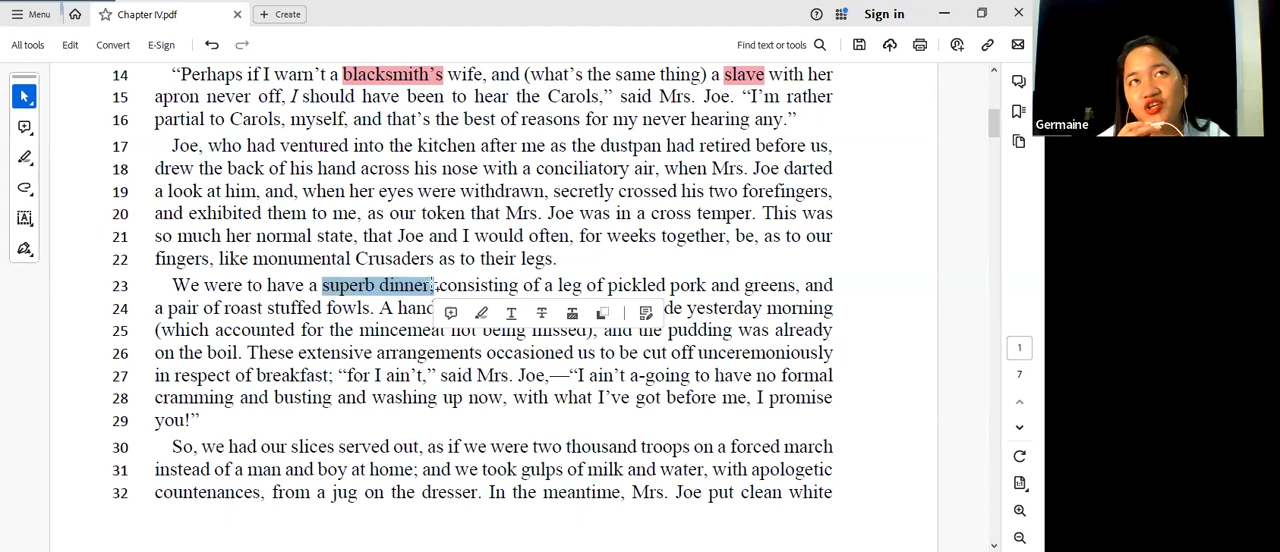 Menu
Chapter IV.pdf
Create
Sign in
All tools
Edit
Convert
E-Sign
Find text or tools
14 “Perhaps if I warn’t a blacksmith’s wife, and (what’s the same thing) a slave with her
15 apron never off, I should have been to hear the Carols,” said Mrs. Joe. “I’m rather
16 partial to Carols, myself, and that’s the best of reasons for my never hearing any.”
17 Joe, who had ventured into the kitchen after me as the dustpan had retired before us,
18 drew the back of his hand across his nose with a conciliatory air, when Mrs. Joe darted
19 a look at him, and, when her eyes were withdrawn, secretly crossed his two forefingers,
20 and exhibited them to me, as our token that Mrs. Joe was in a cross temper. This was
21 so much her normal state, that Joe and I would often, for weeks together, be, as to our
22 fingers, like monumental Crusaders as to their legs.
23 We were to have a superb dinner, consisting of a leg of pickled pork and greens, and
24 a pair of roast stuffed fowls. A hand de yesterday morning
25 (which accounted for the mincemeat not being missed), and the pudding was already
26 on the boil. These extensive arrangements occasioned us to be cut off unceremoniously
27 in respect of breakfast; “for I ain’t,” said Mrs. Joe,—“I ain’t a-going to have no formal
28 cramming and busting and washing up now, with what I’ve got before me, I promise
29 you!”
30 So, we had our slices served out, as if we were two thousand troops on a forced march
31 instead of a man and boy at home; and we took gulps of milk and water, with apologetic
32 countenances, from a jug on the dresser. In the meantime, Mrs. Joe put clean white
1
7
Germaine